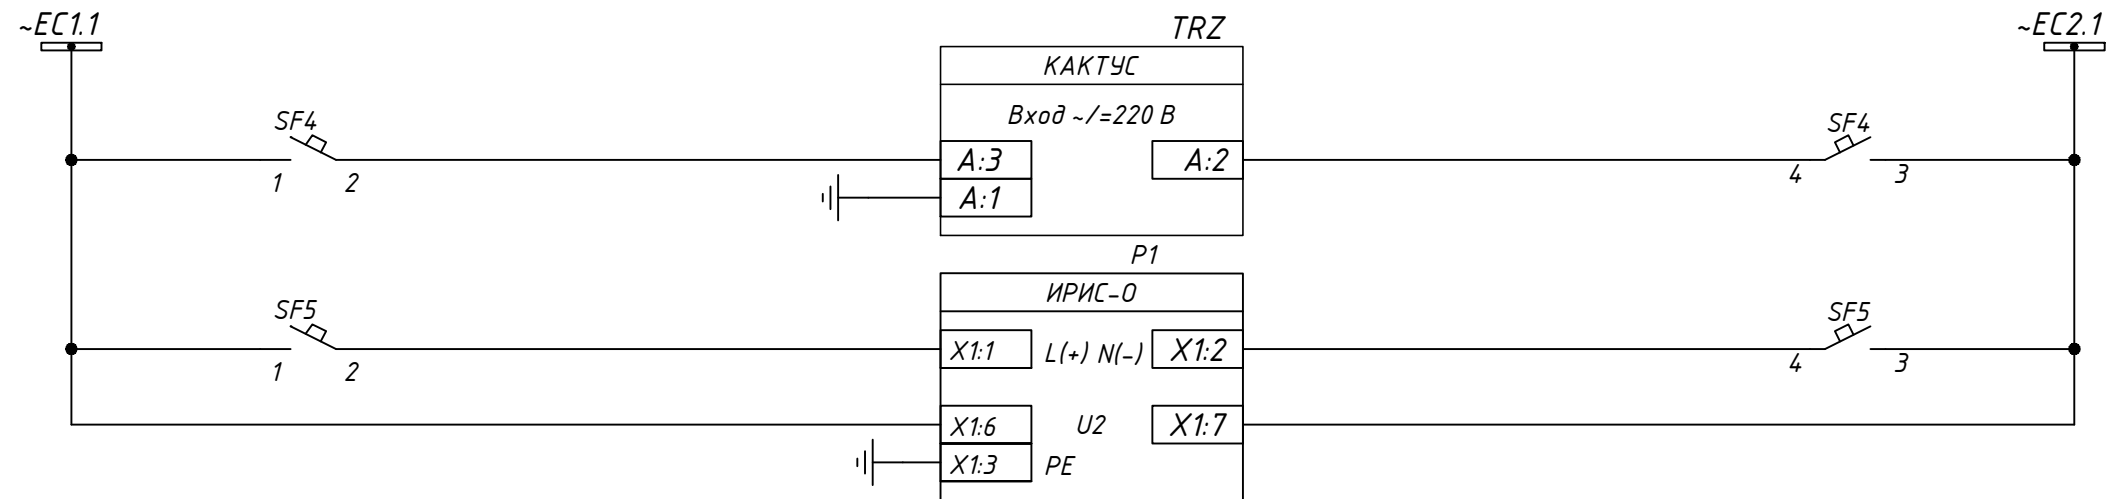 ~EC1.1
TRZ
~EC2.1
КАКТУС
Вход ~/=220 В
SF4
SF4
A:3
A:2
1
2
4
3
A:1
P1
ИРИС-О
SF5
SF5
X1:1
L(+) N(-)
X1:2
1
2
4
3
X1:6
U2
X1:7
X1:3
PE